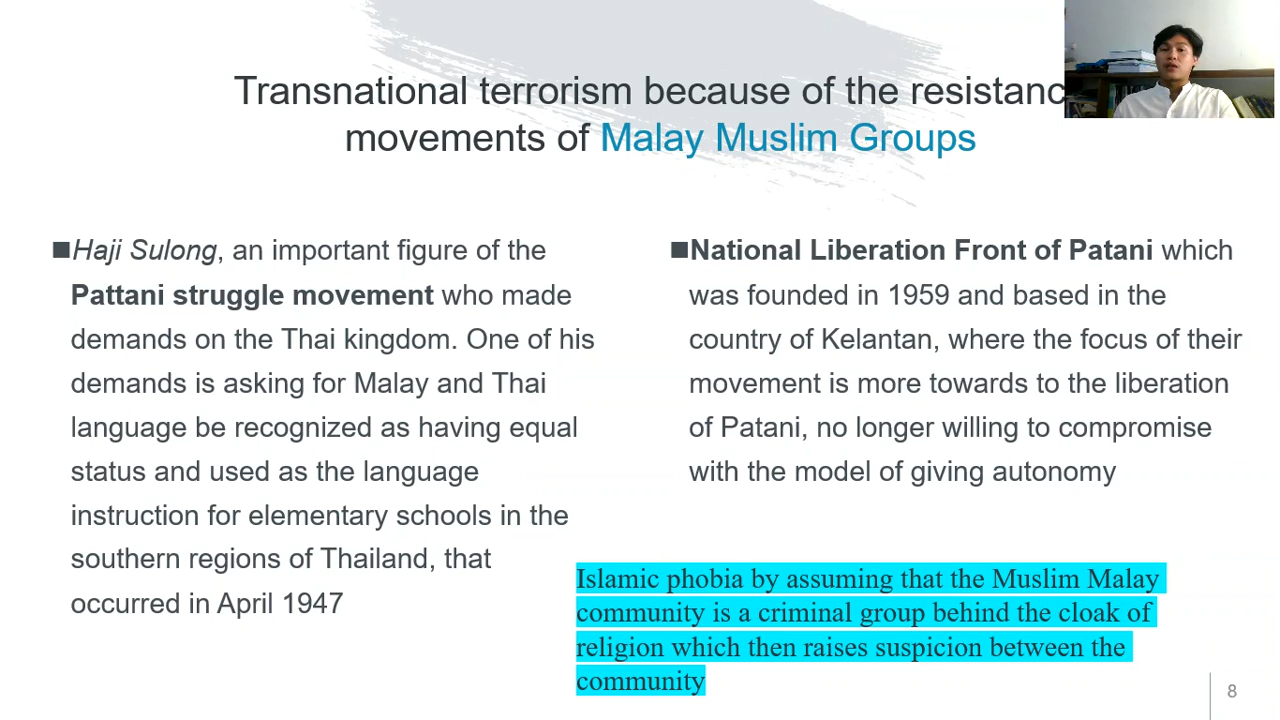 Transnational terrorism because of the resistanc
movements of Malay Muslim Groups
■Haji Sulong, an important figure of the
Pattani struggle movement who made
demands on the Thai kingdom. One of his
demands is asking for Malay and Thai
language be recognized as having equal
status and used as the language
instruction for elementary schools in the
southern regions of Thailand, that
occurred in April 1947
■National Liberation Front of Patani which
was founded in 1959 and based in the
country of Kelantan, where the focus of their
movement is more towards to the liberation
of Patani, no longer willing to compromise
with the model of giving autonomy
Islamic phobia by assuming that the Muslim Malay
community is a criminal group behind the cloak of
religion which then raises suspicion between the
community
8